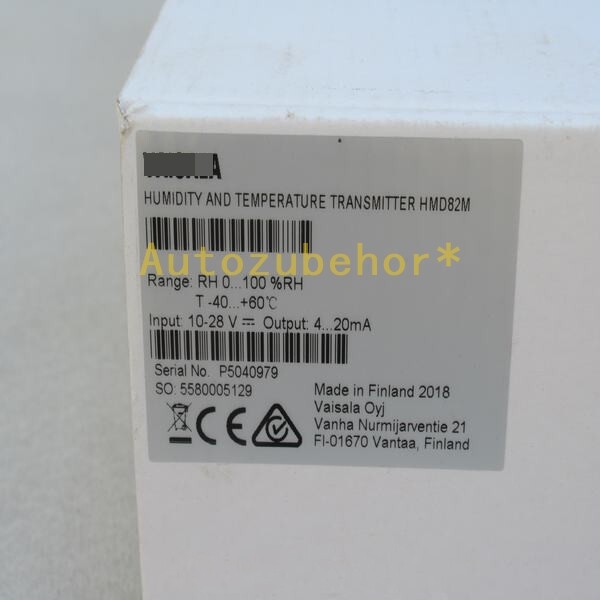 HUMIDITY AND TEMPERATURE TRANSMITTER HMD82M
Autozubehor*
Range: RH 0...100 %RH
T -40...+60℃
Input: 10-28 V ⎓ Output: 4...20mA
Serial No. P5040979
SO: 5580005129
Made in Finland 2018
Vaisala Oyj
Vanha Nurmijarventie 21
FI-01670 Vantaa, Finland
CE